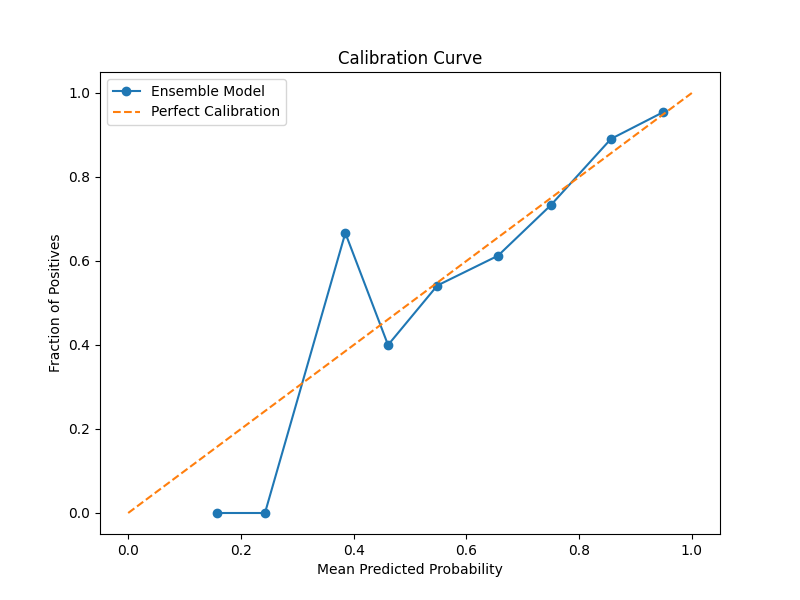 Calibration Curve
Ensemble Model
Perfect Calibration
1.0
0.8
0.6
0.4
0.2
0.0
Fraction of Positives
0.0 0.2 0.4 0.6 0.8 1.0
Mean Predicted Probability